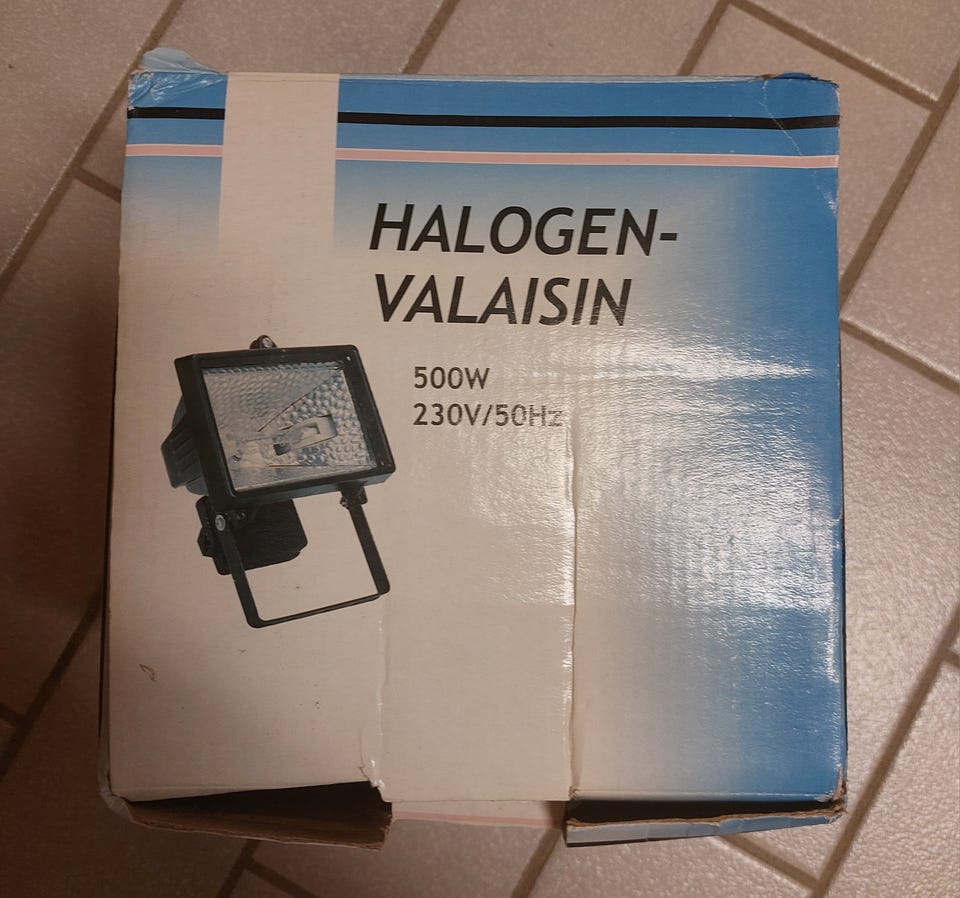 HALOGEN-
VALAISIN
500W
230V/50Hz